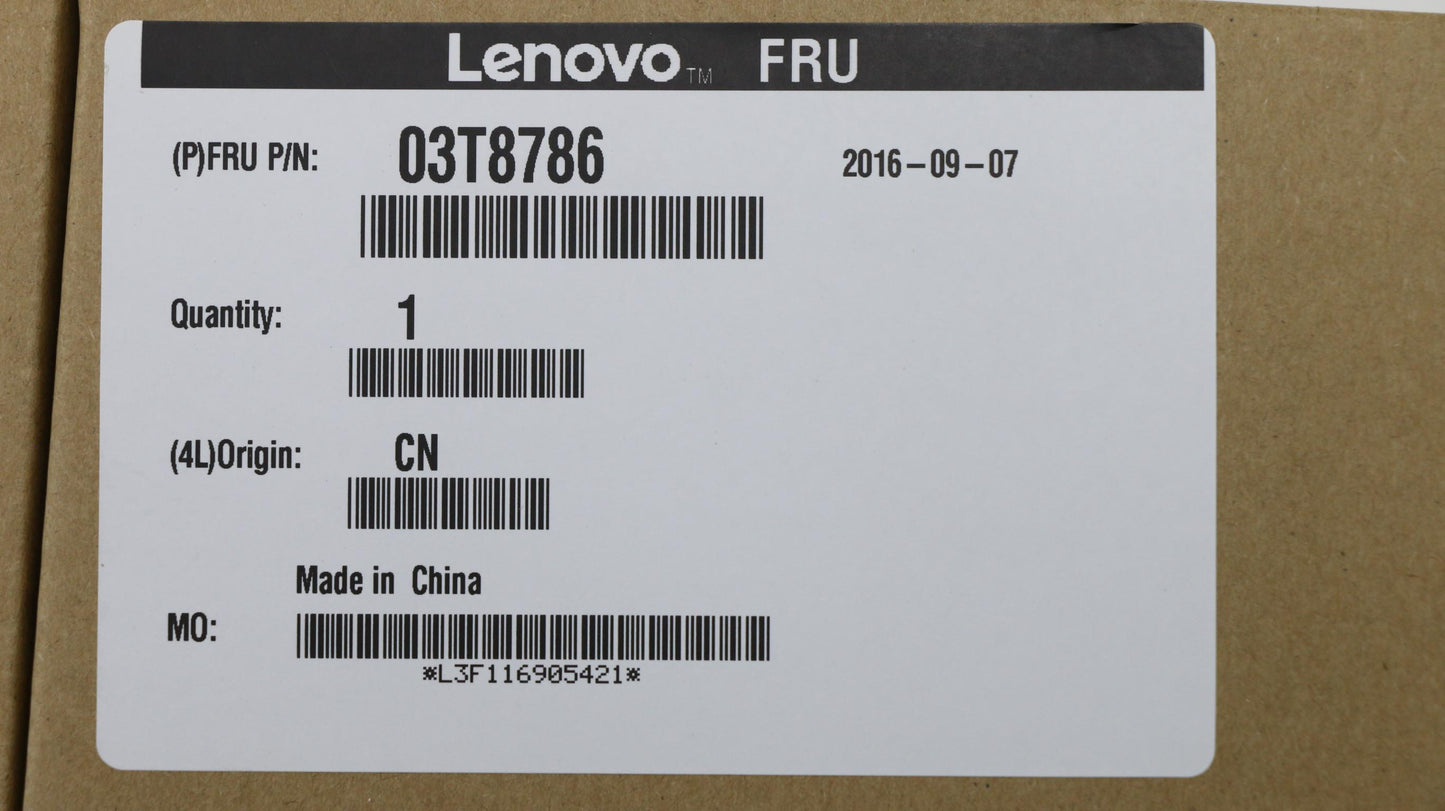 Lenovo™ FRU
(P)FRU P/N: 03T8786 2016-09-07
Quantity: 1
(4L)Origin: CN
Made in China
MO:
*L3F116905421*